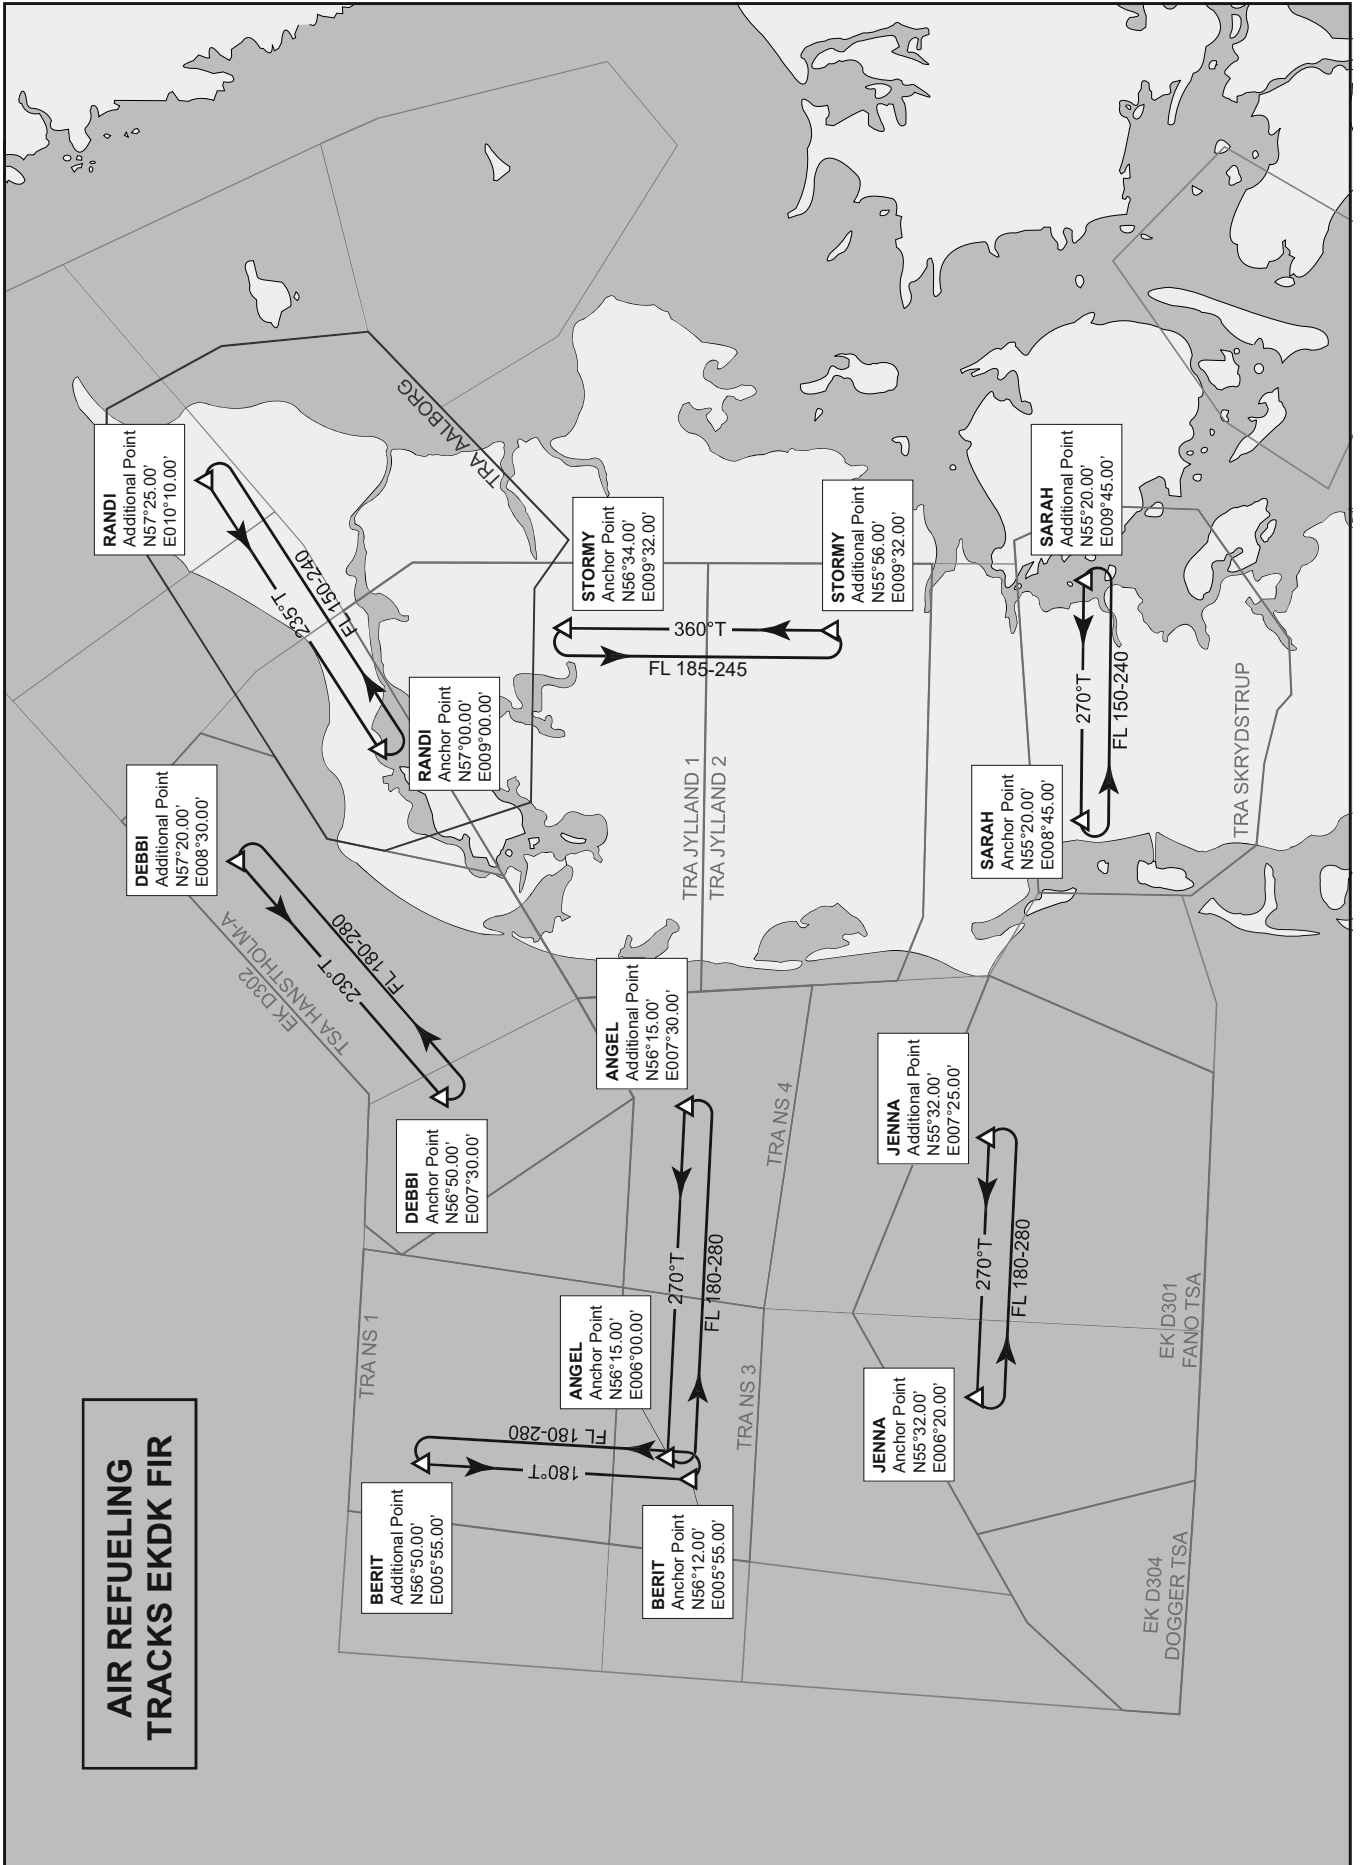 AIR REFUELING
TRACKS EKDK FIR
RANDI
Additional Point
N57°25.00'
E010°10.00'
235°T
FL 150-240
RANDI
Anchor Point
N57°00.00'
E009°00.00'
TRA AALBORG
DEBBI
Additional Point
N57°20.00'
E008°30.00'
230°T
FL 180-280
DEBBI
Anchor Point
N56°50.00'
E007°30.00'
EK D302
TSA HANSTHOLM-A
STORMY
Anchor Point
N56°34.00'
E009°32.00'
360°T
FL 185-245
STORMY
Additional Point
N55°56.00'
E009°32.00'
TRA JYLLAND 1
TRA JYLLAND 2
SARAH
Additional Point
N55°20.00'
E009°45.00'
270°T
FL 150-240
SARAH
Anchor Point
N55°20.00'
E008°45.00'
TRA SKRYDSTRUP
ANGEL
Additional Point
N56°15.00'
E007°30.00'
270°T
FL 180-280
ANGEL
Anchor Point
N56°15.00'
E006°00.00'
TRA NS 4
TRA NS 1
TRA NS 3
JENNA
Additional Point
N55°32.00'
E007°25.00'
270°T
FL 180-280
JENNA
Anchor Point
N55°32.00'
E006°20.00'
EK D301
FANO TSA
BERIT
Additional Point
N56°50.00'
E005°55.00'
180°T
FL 180-280
BERIT
Anchor Point
N56°12.00'
E005°55.00'
EK D304
DOGGER TSA